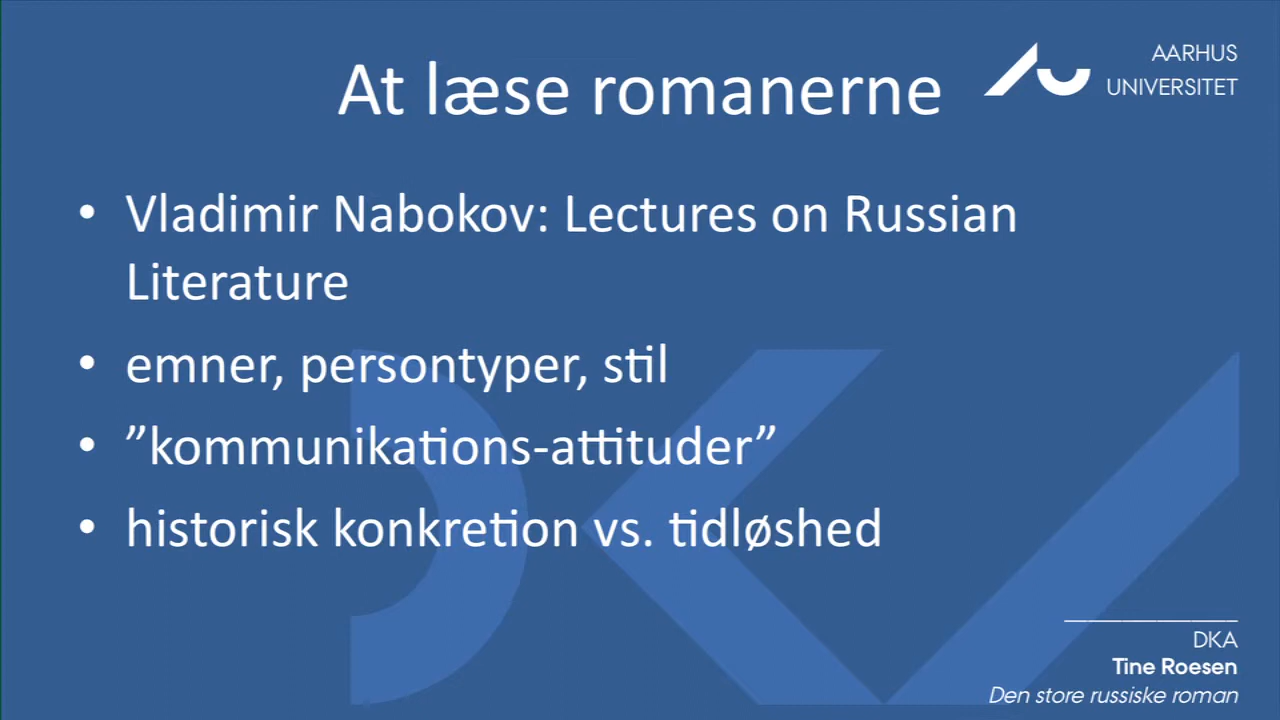 At læse romanerne
AARHUS
UNIVERSITET
• Vladimir Nabokov: Lectures on Russian
Literature
• emner, persontyper, stil
• ”kommunikations-attituder”
• historisk konkretion vs. tidløshed
DKA
Tine Roesen
Den store russiske roman